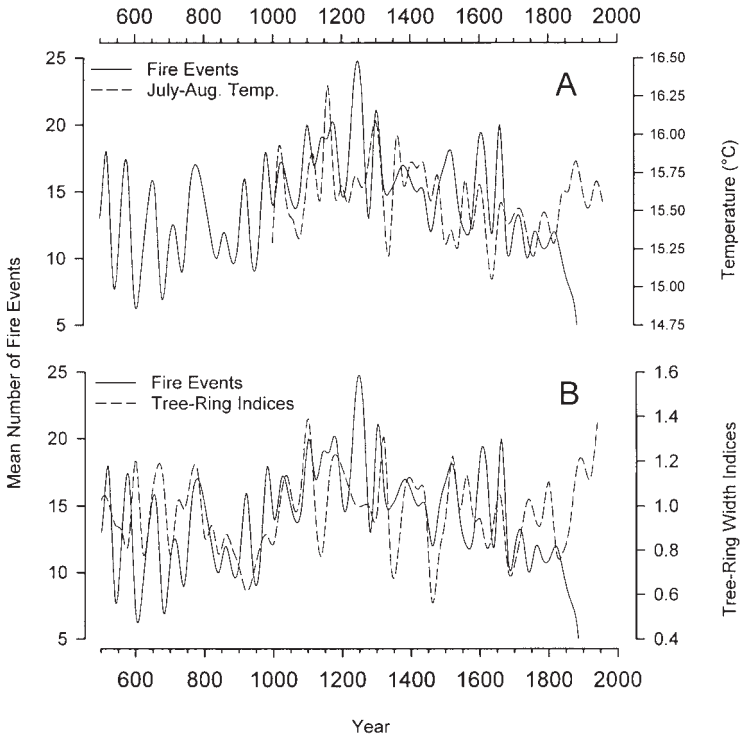 600 800 1000 1200 1400 1600 1800 2000
25
20
15
10
5
Fire Events
July-Aug. Temp.
A
16.50
16.25
16.00
15.75
15.50
15.25
15.00
14.75
Temperature (°C)
Mean Number of Fire Events
25
20
15
10
5
Fire Events
Tree-Ring Indices
B
1.6
1.4
1.2
1.0
0.8
0.6
0.4
Tree-Ring Width Indices
600 800 1000 1200 1400 1600 1800 2000
Year